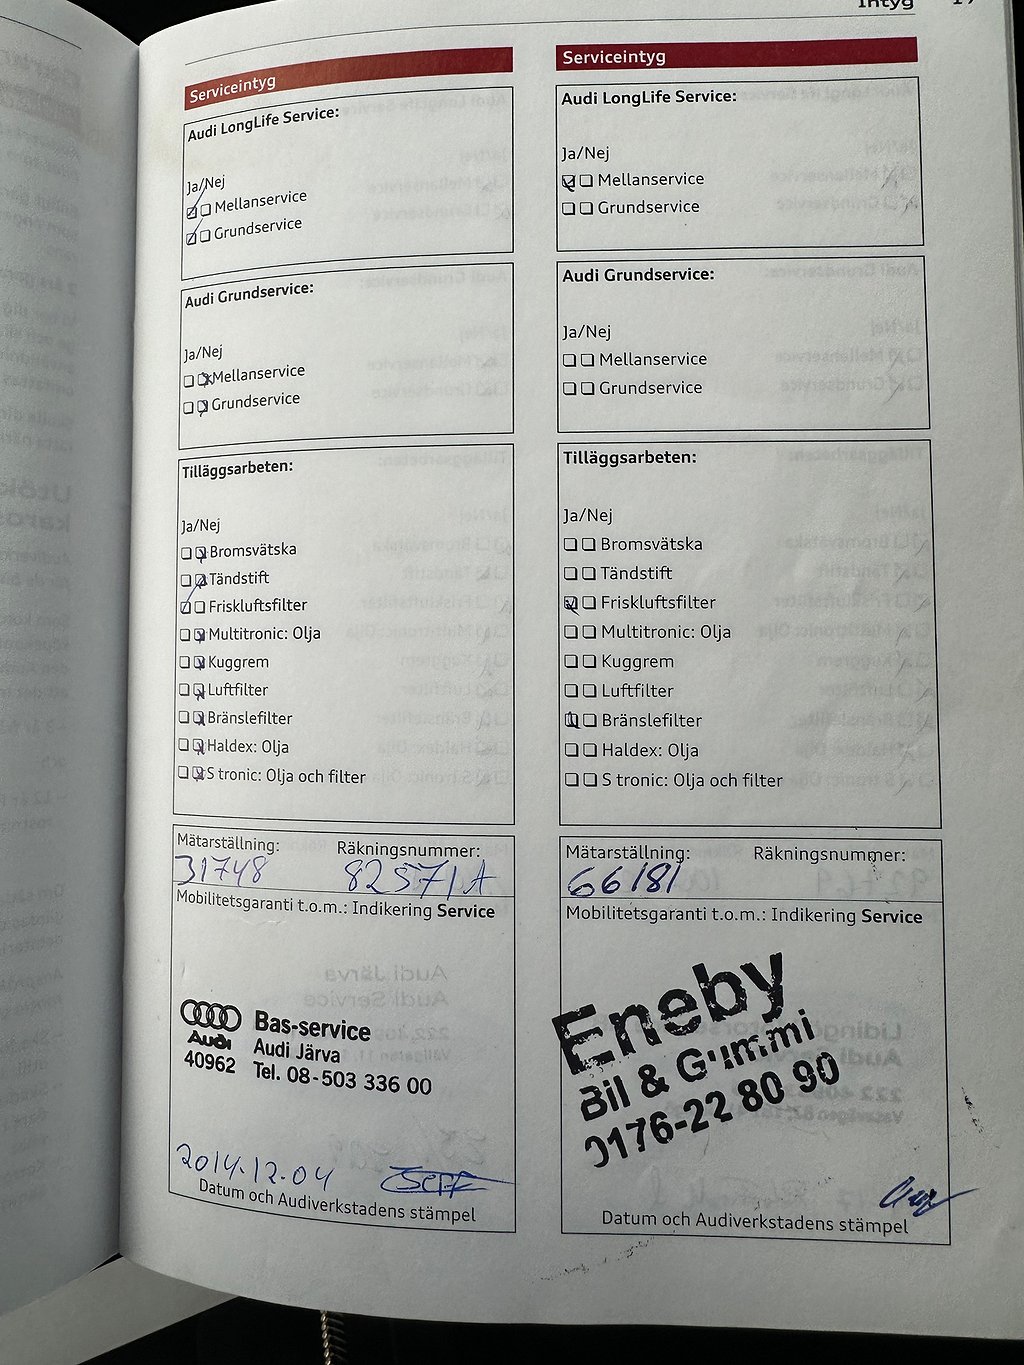 Intyg
Serviceintyg
Audi LongLife Service:
Ja/Nej
Mellanservice
Grundservice
Audi Grundservice:
Ja/Nej
Mellanservice
Grundservice
Tilläggsarbeten:
Ja/Nej
Bromsvätska
Tändstift
Friskluftsfilter
Multitronic: Olja
Kuggrem
Luftfilter
Bränslefilter
Haldex: Olja
S tronic: Olja och filter
Mätarställning: Räkningsnummer:
31748 82571A
Mobilitetsgaranti t.o.m.: Indikering Service
Bas-service
Audi Audi Järva
40962 Tel. 08-503 336 00
2014.12.04
Datum och Audiverkstadens stämpel
Serviceintyg
Audi LongLife Service:
Ja/Nej
Mellanservice
Grundservice
Audi Grundservice:
Ja/Nej
Mellanservice
Grundservice
Tilläggsarbeten:
Ja/Nej
Bromsvätska
Tändstift
Friskluftsfilter
Multitronic: Olja
Kuggrem
Luftfilter
Bränslefilter
Haldex: Olja
S tronic: Olja och filter
Mätarställning: Räkningsnummer:
66181
Mobilitetsgaranti t.o.m.: Indikering Service
Eneby
Bil & Gummi
0176-22 80 90
Datum och Audiverkstadens stämpel